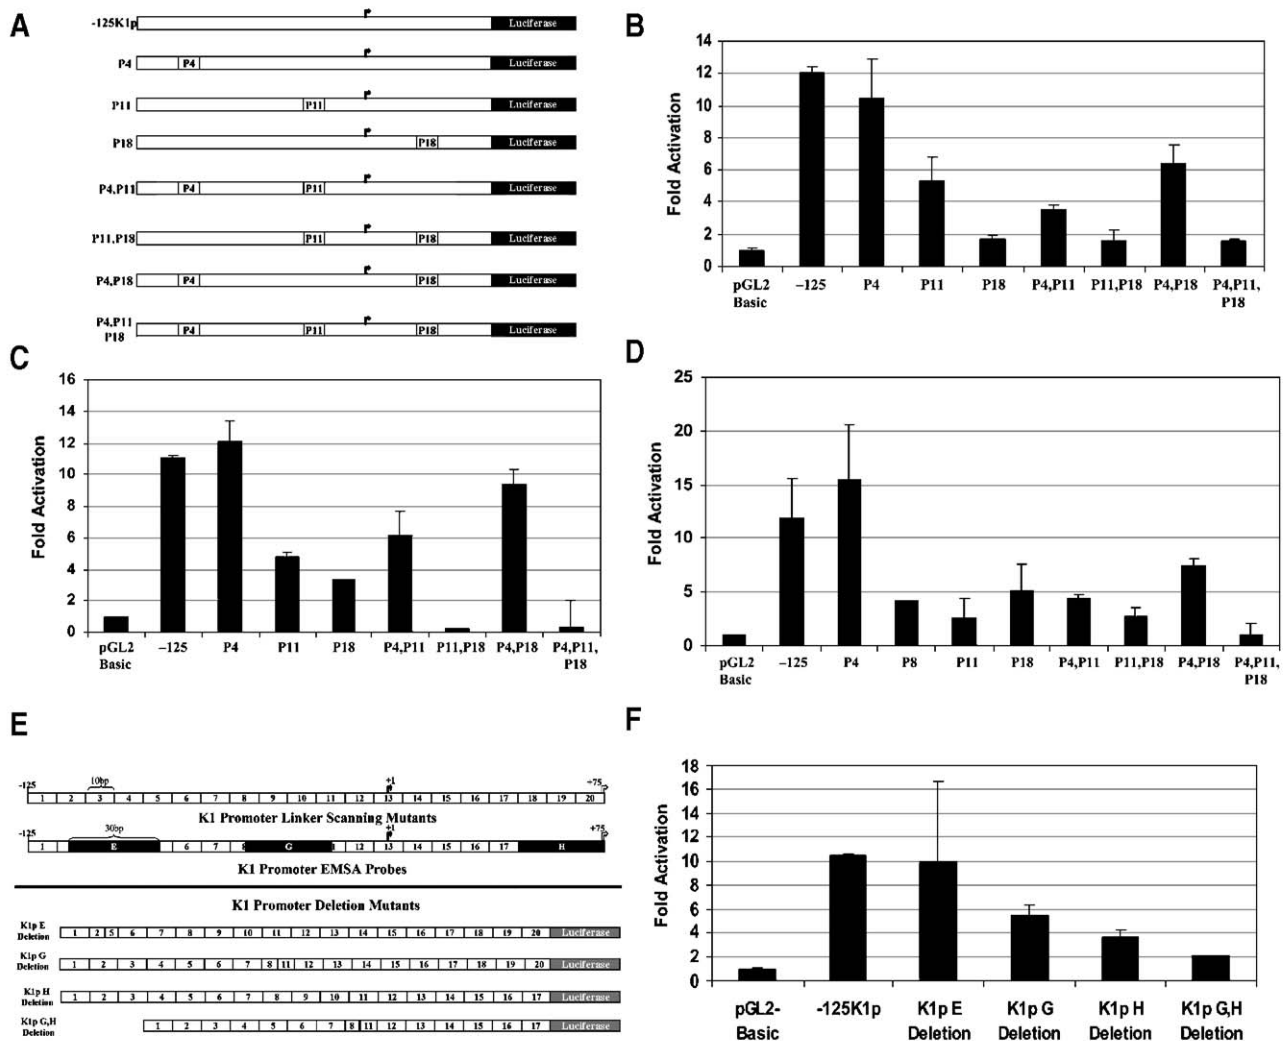 A
-125K1p
Luciferase
P4
P4
Luciferase
P11
P11
Luciferase
P18
P18
Luciferase
P4,P11
P4
P11
Luciferase
P11,P18
P11
P18
Luciferase
P4,P18
P4
P18
Luciferase
P4,P11
P18
P4
P11
P18
Luciferase
B
Fold Activation
14
12
10
8
6
4
2
0
pGL2 Basic
−125
P4
P11
P18
P4,P11
P11,P18
P4,P18
P4,P11, P18
C
Fold Activation
16
14
12
10
8
6
4
2
0
pGL2 Basic
−125
P4
P11
P18
P4,P11
P11,P18
P4,P18
P4,P11, P18
D
Fold Activation
25
20
15
10
5
0
pGL2 Basic
−125
P4
P8
P11
P18
P4,P11
P11,P18
P4,P18
P4,P11, P18
E
-125
10bp
+1
+75
1 2 3 4 5 6 7 8 9 10 11 12 13 14 15 16 17 18 19 20
K1 Promoter Linker Scanning Mutants
-125
30bp
+1
+75
1 E 6 7 8 G 1 12 13 14 15 16 17 H
K1 Promoter EMSA Probes
K1 Promoter Deletion Mutants
K1p E Deletion
1 2 5 6 7 8 9 10 11 12 13 14 15 16 17 18 19 20 Luciferase
K1p G Deletion
1 2 3 4 5 6 7 8 11 12 13 14 15 16 17 18 19 20 Luciferase
K1p H Deletion
1 2 3 4 5 6 7 8 9 10 11 12 13 14 15 16 17 Luciferase
K1p G,H Deletion
1 2 3 4 5 6 7 8 11 12 13 14 15 16 17 Luciferase
F
Fold Activation
18
16
14
12
10
8
6
4
2
0
pGL2-Basic
-125K1p
K1p E Deletion
K1p G Deletion
K1p H Deletion
K1p G,H Deletion